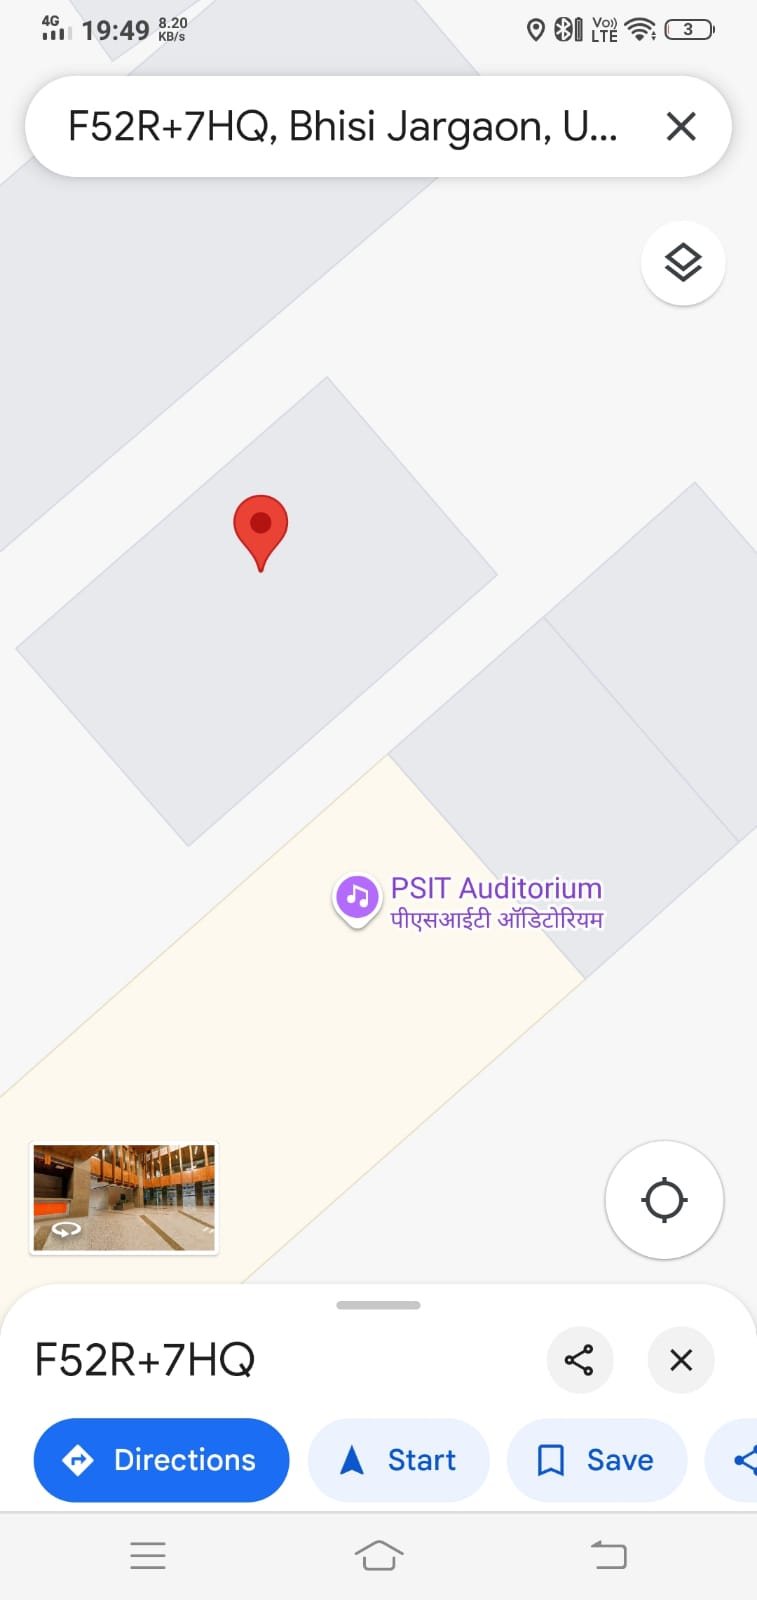 4G 19:49 8.20 KB/s Vo)) LTE 3
F52R+7HQ, Bhisi Jargaon, U...
PSIT Auditorium
पीएसआईटी ऑडिटोरियम
F52R+7HQ
Directions Start Save